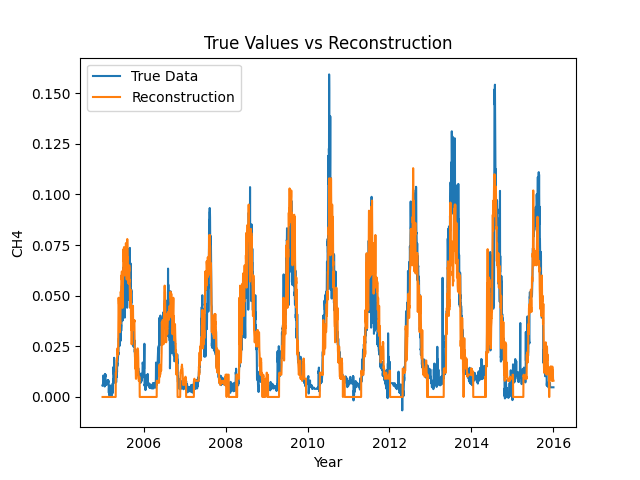 True Values vs Reconstruction
True Data
Reconstruction
0.150
0.125
0.100
0.075
0.050
0.025
0.000
CH4
2006 2008 2010 2012 2014 2016
Year